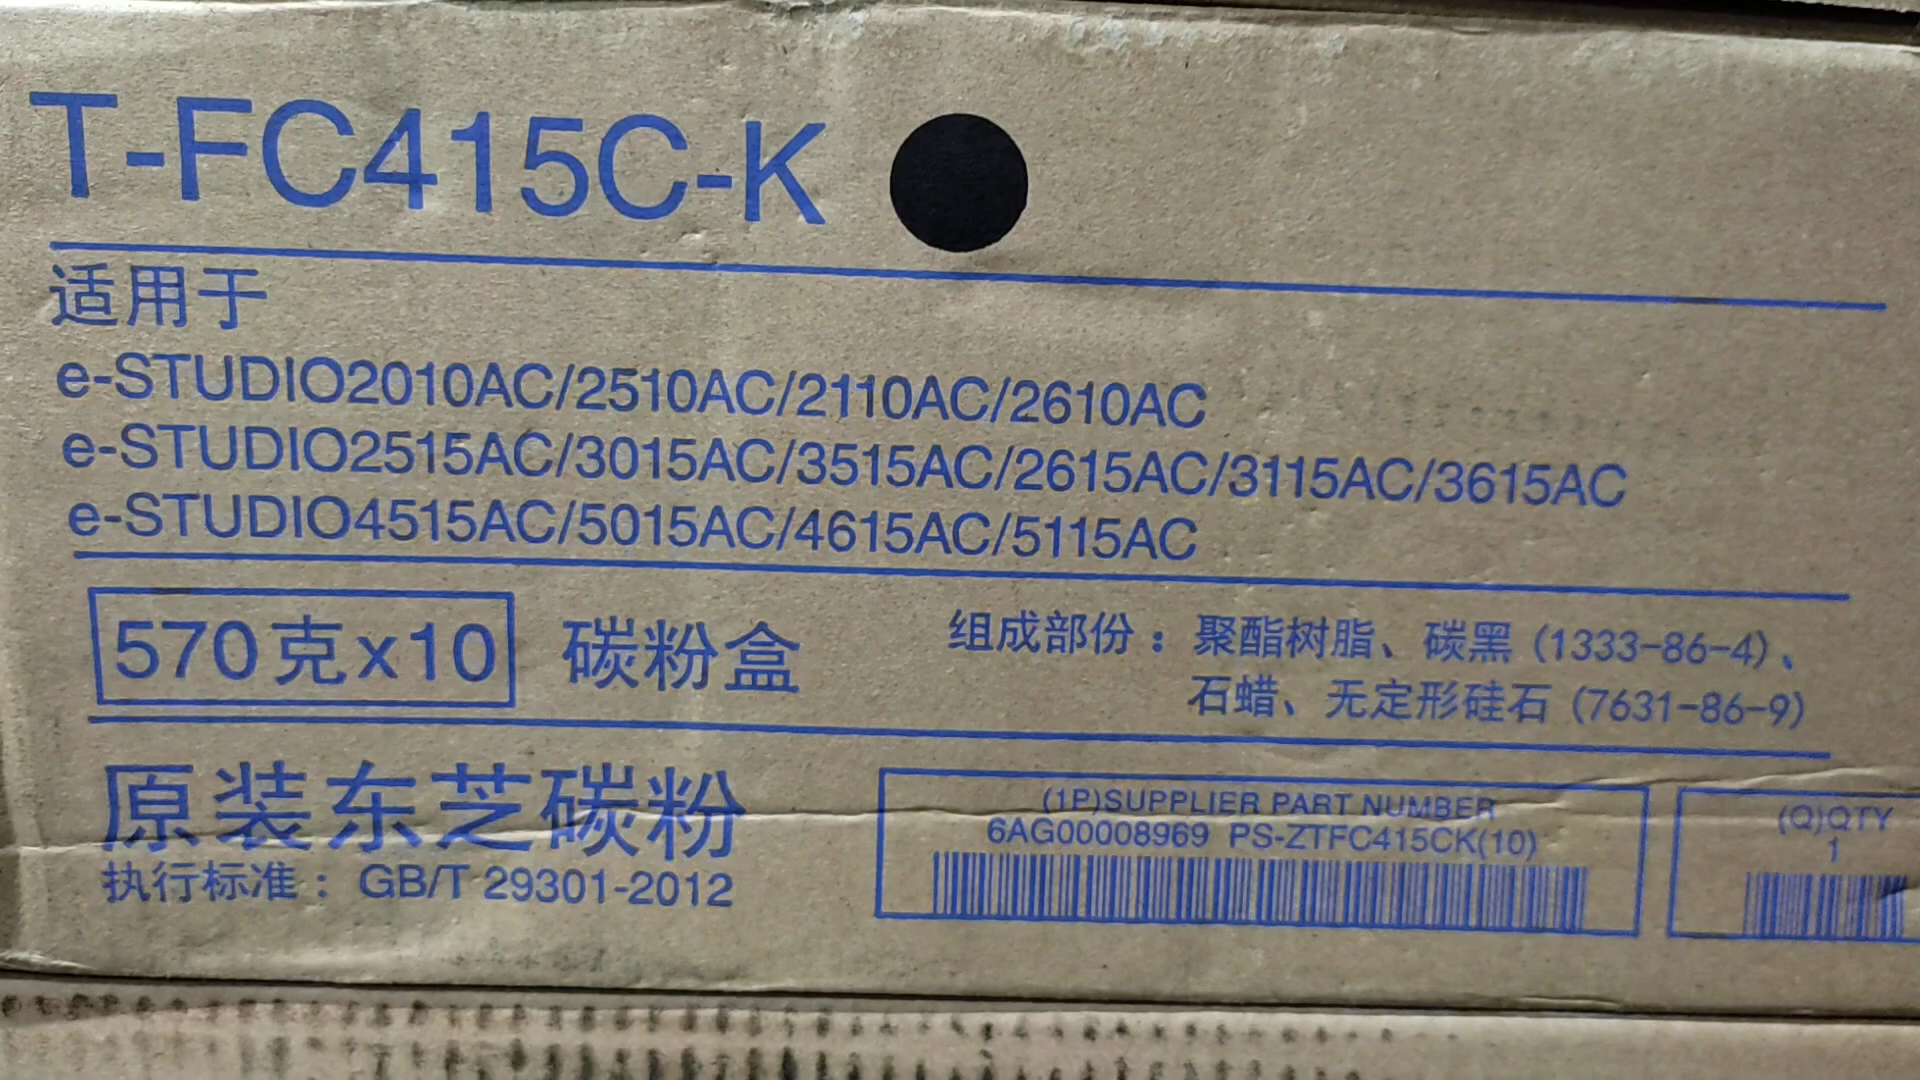 T-FC415C-K
适用于
e-STUDIO2010AC/2510AC/2110AC/2610AC
e-STUDIO2515AC/3015AC/3515AC/2615AC/3115AC/3615AC
e-STUDIO4515AC/5015AC/4615AC/5115AC
570克x10 碳粉盒
组成部份：聚酯树脂、碳黑 (1333-86-4)、
石蜡、无定形硅石 (7631-86-9)
原装东芝碳粉
执行标准： GB/T 29301-2012
(1P)SUPPLIER PART NUMBER
6AG00008969 PS-ZTFC415CK(10)
(Q)QTY
1